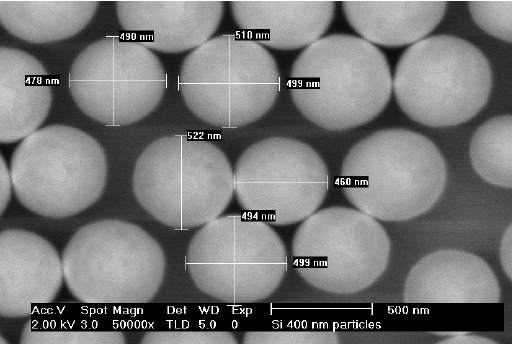 490 nm
510 nm
478 nm
499 nm
522 nm
460 nm
494 nm
499 nm
Acc.V Spot Magn Det WD Exp 500 nm
2.00 kV 3.0 50000x TLD 5.0 0 Si 400 nm particles